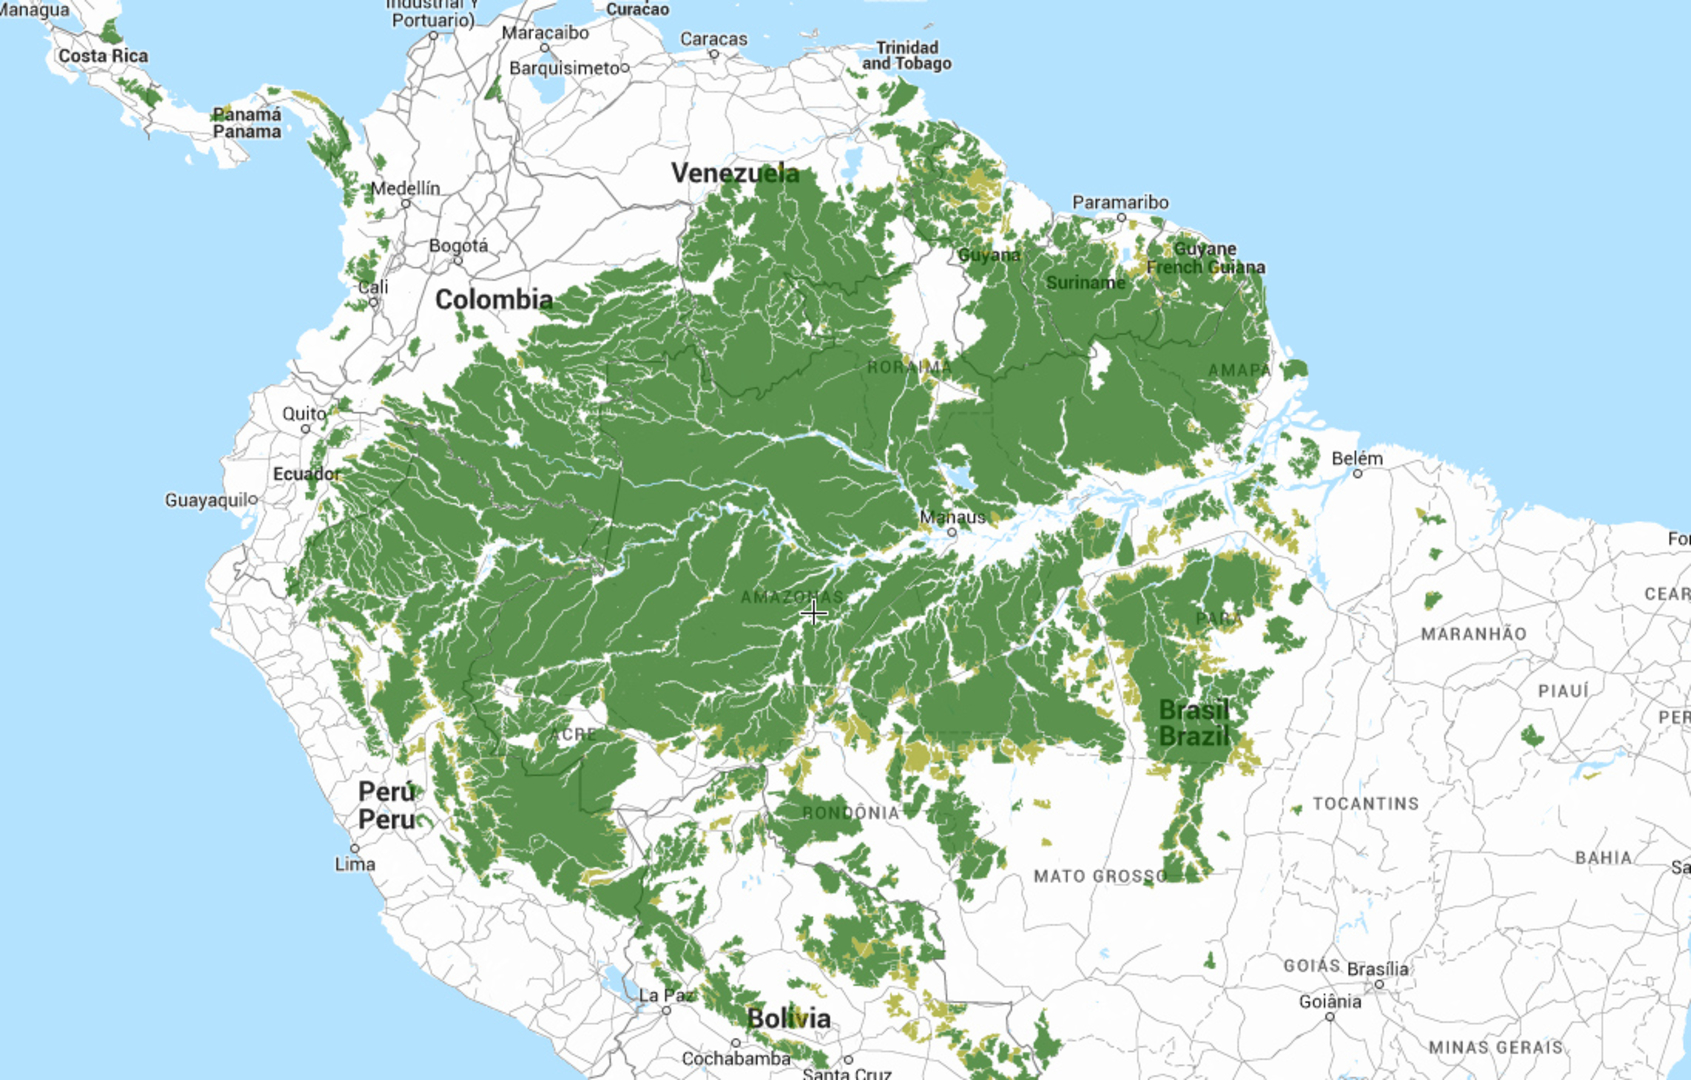 Managua
Industrial Y
Portuario)
Curacao
Maracaibo
Caracas
Costa Rica
Barquisimeto
Trinidad
and Tobago
Panamá
Panama
Venezuela
Medellín
Paramaribo
Bogotá
Guyana
Guyane
French Guiana
Cali
Colombia
Suriname
RORAIMA
AMAPÁ
Quito
Ecuador
Belém
Guayaquil
Manaus
For
AMAZONAS
CEAR
PARÁ
MARANHÃO
PIAUÍ
Brasil
Brazil
PER
ACRE
Perú
Peru
RONDÔNIA
TOCANTINS
Lima
BAHIA
Sa
MATO GROSSO
GOIÁS
Brasília
La Paz
Goiânia
Bolivia
Cochabamba
MINAS GERAIS
Santa Cruz